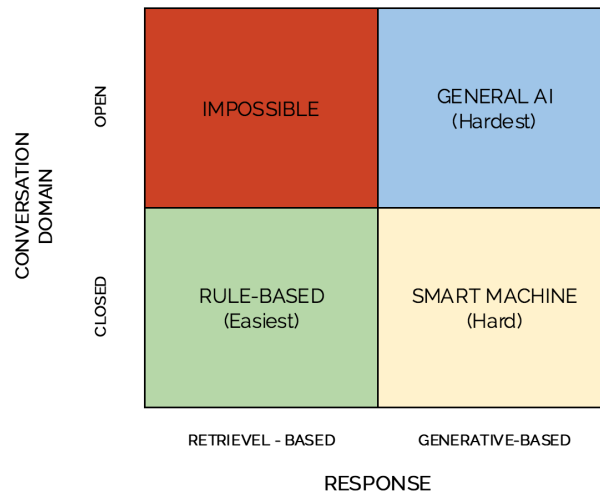 CONVERSATION
DOMAIN
OPEN
IMPOSSIBLE
GENERAL AI
(Hardest)
CLOSED
RULE-BASED
(Easiest)
SMART MACHINE
(Hard)
RETRIEVEL - BASED
GENERATIVE-BASED
RESPONSE